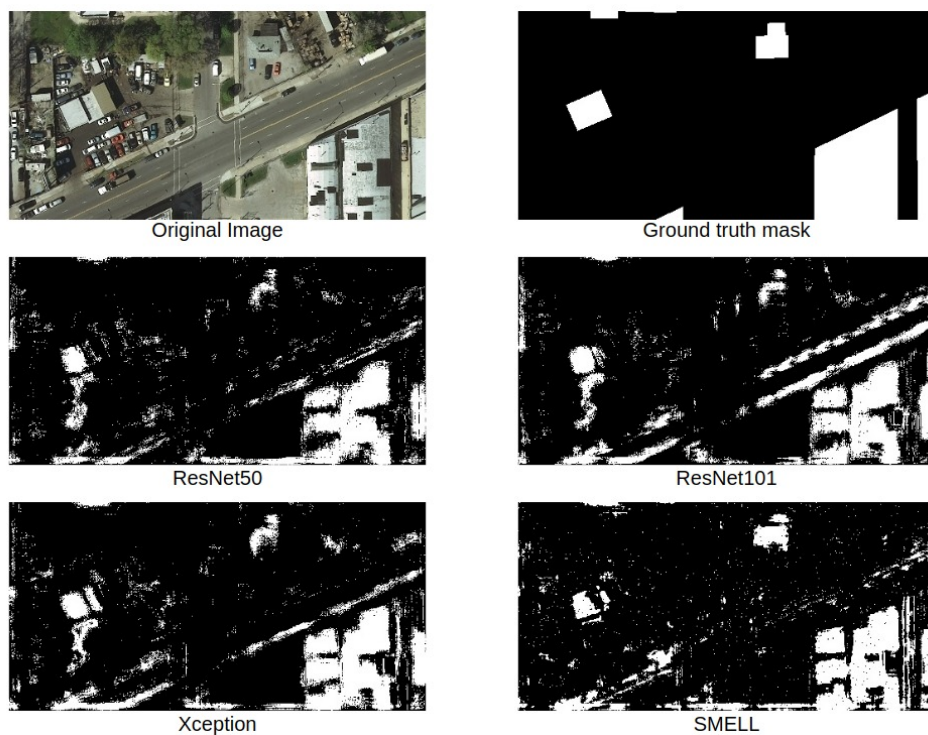 Original Image
Ground truth mask
ResNet50
ResNet101
Xception
SMELL